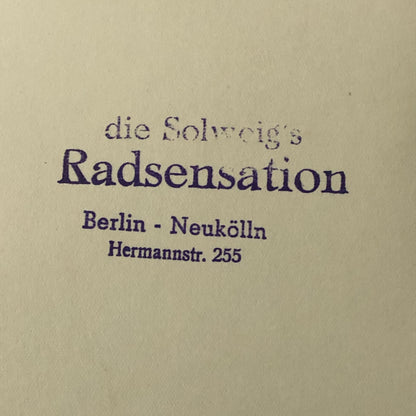 die Solweig's
Radsensation
Berlin - Neukölln
Hermannstr. 255